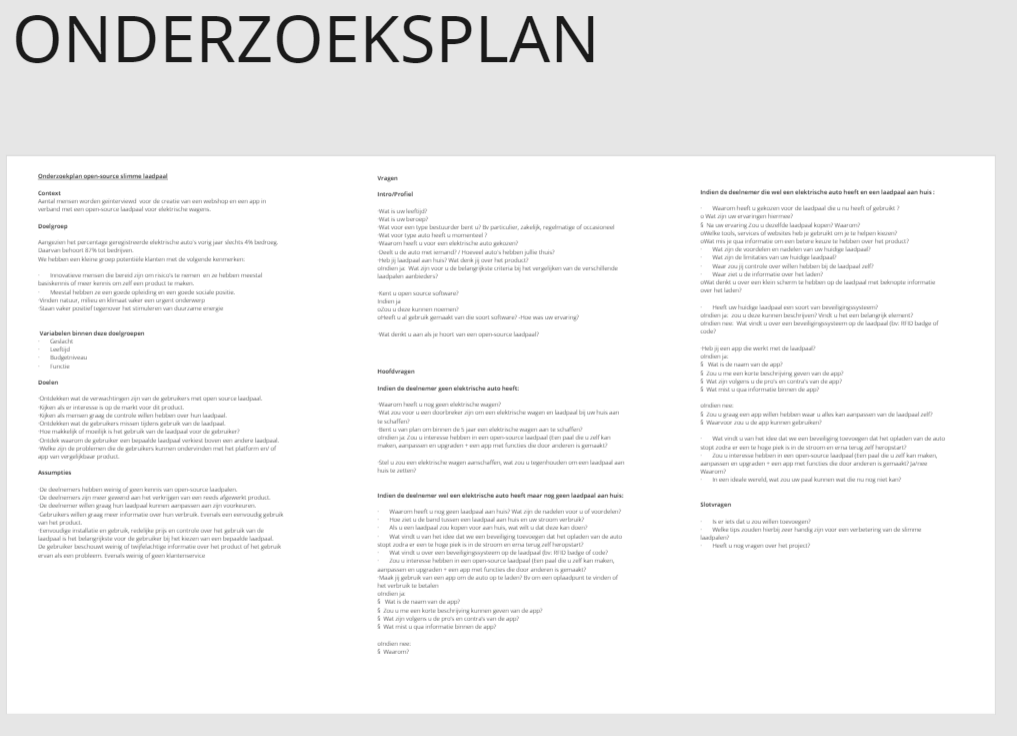 ONDERZOEKSPLAN
Onderzoekplan open-source slimme laadpaal
Context
Aantal mensen worden geïnterviewd voor de creatie van een webshop en een app in
verband met een open-source laadpaal voor elektrische wagens.
Doelgroep
Aangezien het percentage geregistreerde elektrische auto's vorig jaar slechts 4% bedroeg.
Daarvan behoort 87% tot bedrijven.
We hebben een kleine groep potentiële klanten met de volgende kenmerken:
· Innovatieve mensen die bereid zijn om risico's te nemen en ze hebben meestal
basiskennis of meer kennis om zelf een product te maken.
· Meestal hebben ze een goede opleiding en een goede sociale positie.
·Vinden natuur, milieu en klimaat vaker een urgent onderwerp
·Staan vaker positief tegenover het stimuleren van duurzame energie
Variabelen binnen deze doelgroepen
· Geslacht
· Leeftijd
· Budgetniveau
· Functie
Doelen
·Ontdekken wat de verwachtingen zijn van de gebruikers met open source laadpaal.
·Kijken als er interesse is op de markt voor dit product.
·Kijken als mensen graag de controle willen hebben over hun laadpaal.
·Ontdekken wat de gebruikers missen tijdens gebruik van de laadpaal.
·Hoe makkelijk of moeilijk is het gebruik van de laadpaal voor de gebruiker?
·Ontdek waarom de gebruiker een bepaalde laadpaal verkiest boven een andere laadpaal.
·Welke zijn de problemen die de gebruikers kunnen ondervinden met het platform en/ of
app van vergelijkbaar product.
Assumpties
·De deelnemers hebben weinig of geen kennis van open-source laadpalen.
·De deelnemers zijn meer gewend aan het verkrijgen van een reeds afgewerkt product.
·De deelnemer willen graag hun laadpaal kunnen aanpassen aan zijn voorkeuren.
·Gebruikers willen graag meer informatie over hun verbruik. Evenals een eenvoudig gebruik
van het product.
·Eenvoudige installatie en gebruik, redelijke prijs en controle over het gebruik van de
laadpaal is het belangrijkste voor de gebruiker bij het kiezen van een bepaalde laadpaal.
De gebruiker beschouwt weinig of twijfelachtige informatie over het product of het gebruik
ervan als een probleem. Evenals weinig of geen klantenservice
Vragen
Intro/Profiel
·Wat is uw leeftijd?
·Wat is uw beroep?
·Wat voor een type bestuurder bent u? Bv particulier, zakelijk, regelmatige of occasioneel
·Wat voor type auto heeft u momenteel ?
·Waarom heeft u voor een elektrische auto gekozen?
·Deelt u de auto met iemand? / Hoeveel auto's hebben jullie thuis?
·Heb jij laadpaal aan huis? Wat denk jij over het product?
oIndien ja: Wat zijn voor u de belangrijkste criteria bij het vergelijken van de verschillende
laadpalen aanbieders?
·Kent u open source software?
Indien ja
oZou u deze kunnen noemen?
oHeeft u al gebruik gemaakt van die soort software? -Hoe was uw ervaring?
·Wat denkt u aan als je hoort van een open-source laadpaal?
Hoofdvragen
Indien de deelnemer geen elektrische auto heeft:
·Waarom heeft u nog geen laadpaal?
·Wat zou voor u een doorbreker zijn om een elektrische wagen en laadpaal bij uw huis aan
te schaffen?
·Bent u van plan om binnen de 5 jaar een elektrische wagen aan te schaffen?
oIndien ja: Zou u interesse hebben in een open-source laadpaal (Een paal die u zelf kan
maken, aanpassen en upgraden + een app met functies die door anderen is gemaakt?
·Stel u zou een elektrische wagen aanschaffen, wat zou u tegenhouden om een laadpaal aan
huis te zetten?
Indien de deelnemer wel een elektrische auto heeft maar nog geen laadpaal aan huis:
· Waarom heeft u nog geen laadpaal aan huis? Wat zijn de nadelen voor u of voordelen?
· Hoe ziet u de band tussen een laadpaal aan huis en uw stroom verbruik?
· Als u een laadpaal zou kopen voor aan huis, wat wilt u dat deze kan doen?
· Wat vindt u van het idee dat we een beveiliging toevoegen dat het opladen van de auto
stopt zodra er een te hoge piek is in de stroom en erna terug zelf heropstart?
· Wat vindt u over een beveiligingssysteem op de laadpaal (bv: RFID badge of code?
· Zou u interesse hebben in een open-source laadpaal (Een paal die u zelf kan maken,
aanpassen en upgraden + een app met functies die door anderen is gemaakt?
·Maak jij gebruik van een app om de auto op te laden? Bv om een oplaadpunt te vinden of
het verbruik te betalen
oIndien ja:
§ Wat is de naam van de app?
§ Zou u me een korte beschrijving kunnen geven van de app?
§ Wat zijn volgens u de pro's en contra's van de app?
§ Wat mist u qua informatie binnen de app?
oIndien nee:
§ Waarom?
Indien de deelnemer die wel een elektrische auto heeft en een laadpaal aan huis :
· Waarom heeft u gekozen voor de laadpaal die u nu heeft of gebruikt ?
o Wat zijn uw ervaringen hiermee?
§ Na uw ervaring Zou u dezelfde laadpaal kopen? Waarom?
oWelke tools, services of websites heb je gebruikt om je te helpen kiezen?
oWat mis je qua informatie om een betere keuze te hebben over het product?
· Wat zijn de voordelen en nadelen van uw huidige laadpaal?
· Wat zijn de limitaties van uw huidige laadpaal?
· Waar zou jij controle over willen hebben bij de laadpaal zelf?
· Waar ziet u de informatie over het laden?
oWat denkt u over een klein scherm te hebben op de laadpaal met beknopte informatie
over het laden?
· Heeft uw huidige laadpaal een soort van beveiligingsysteem?
oIndien ja: zou u deze kunnen beschrijven? Vindt u het een belangrijk element?
oIndien nee: Wat vindt u over een beveiligingssysteem op de laadpaal (bv: RFID badge of
code?
·Heb jij een app die werkt met de laadpaal?
oIndien ja:
§ Wat is de naam van de app?
§ Zou u me een korte beschrijving geven van de app?
§ Wat zijn volgens u de pro's en contra's van de app?
§ Wat mist u qua informatie binnen de app?
oIndien nee:
§ Zou u graag een app willen hebben waar u alles kan aanpassen van de laadpaal zelf?
§ Waarvoor zou u de app kunnen gebruiken?
· Wat vindt u van het idee dat we een beveiliging toevoegen dat het opladen van de auto
stopt zodra er een te hoge piek is in de stroom en erna terug zelf heropstart?
· Zou u interesse hebben in een open-source laadpaal (Een paal die u zelf kan maken,
aanpassen en upgraden + een app met functies die door anderen is gemaakt? Ja/nee
Waarom?
· In een ideale wereld, wat zou uw paal kunnen wat die nu nog niet kan?
Slotvragen
· Is er iets dat u zou willen toevoegen?
· Welke tips zouden hierbij zeer handig zijn voor een verbetering van de slimme
laadpalen?
· Heeft u nog vragen over het project?